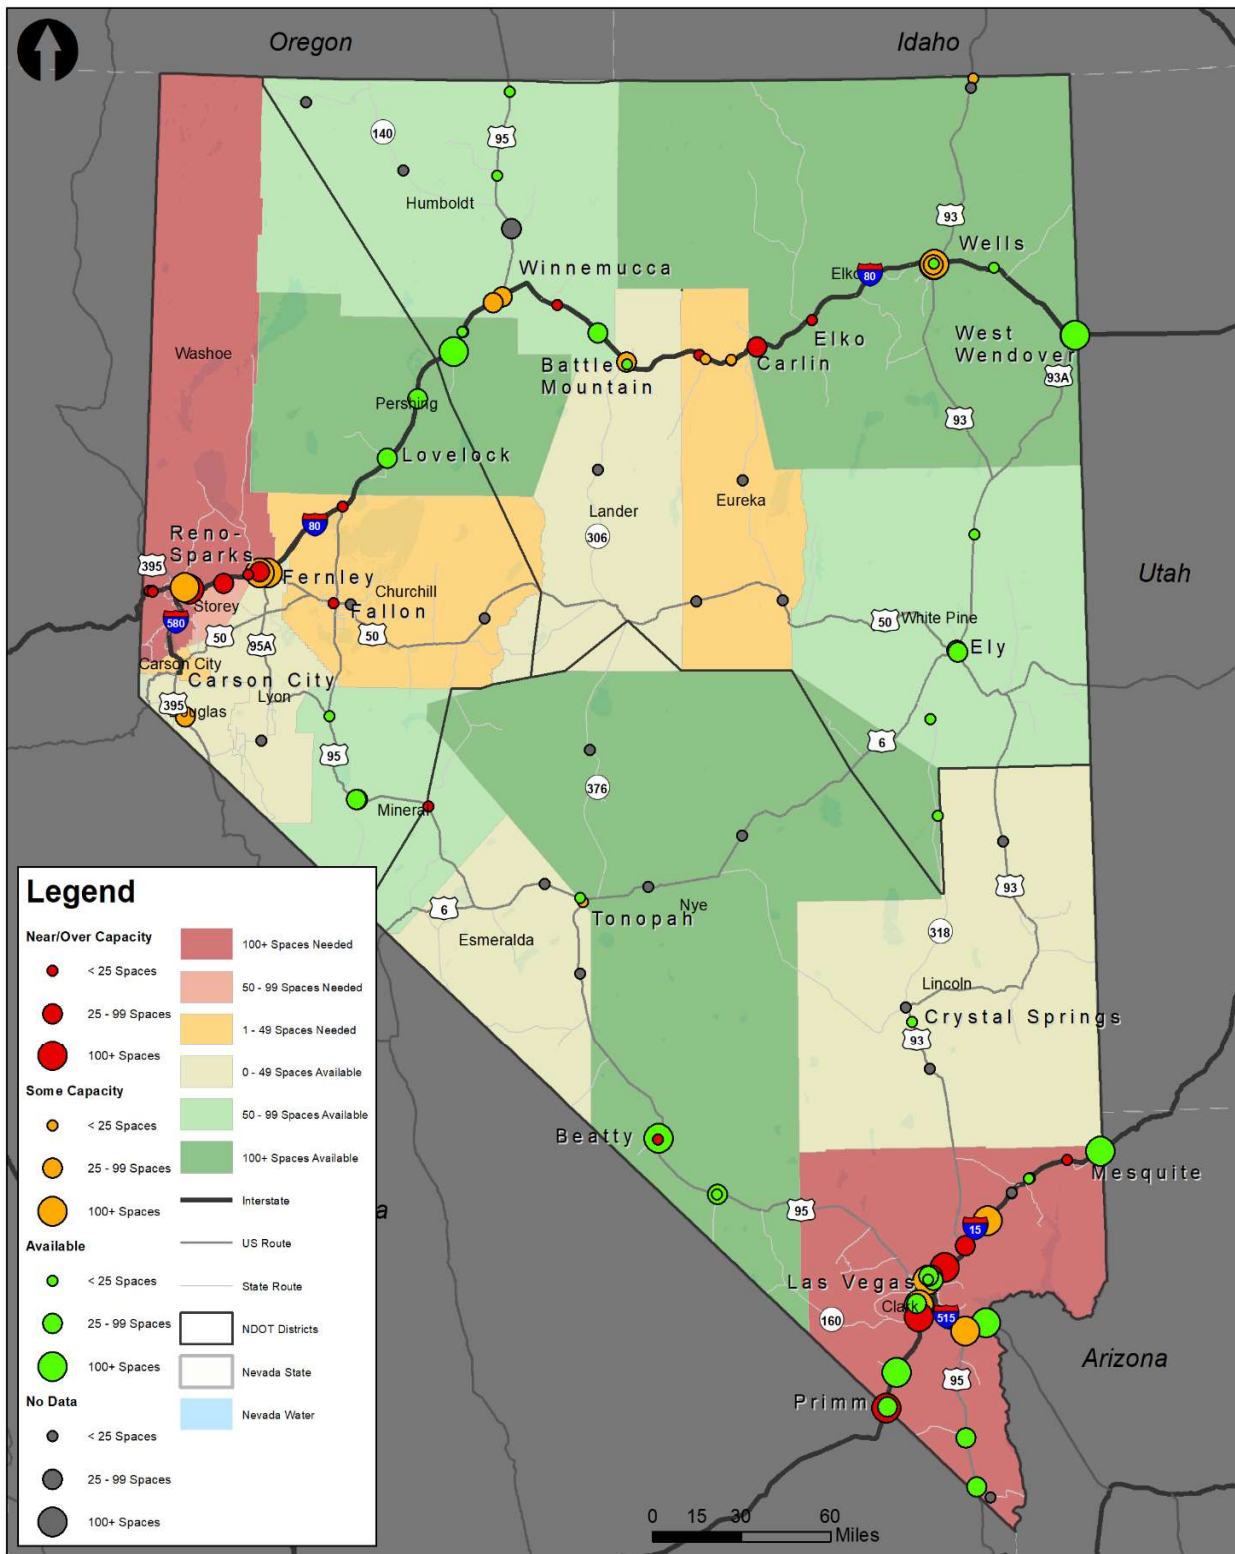 Oregon
Idaho
140
95
93
Humboldt
Wells
Elko
80
Winnemucca
Washoe
West
Wendover
Elko
Battle
Mountain
Carlin
93A
Pershing
93
Lovelock
Eureka
Lander
80
306
Reno-
Sparks
395
Utah
Fernley
Churchill
Storey
Fallon
580
50
95A
50
50
White Pine
Ely
Carson City
Carson City
Lyon
395
Douglas
6
95
376
Mineral
93
Nye
6
Tonopah
Esmeralda
318
Lincoln
Crystal Springs
93
Beatty
Mesquite
a
95
15
Las Vegas
Clark
160
515
Arizona
95
Primm
Legend
Near/Over Capacity
< 25 Spaces
25 - 99 Spaces
100+ Spaces
Some Capacity
< 25 Spaces
25 - 99 Spaces
100+ Spaces
Available
< 25 Spaces
25 - 99 Spaces
100+ Spaces
No Data
< 25 Spaces
25 - 99 Spaces
100+ Spaces
100+ Spaces Needed
50 - 99 Spaces Needed
1 - 49 Spaces Needed
0 - 49 Spaces Available
50 - 99 Spaces Available
100+ Spaces Available
Interstate
US Route
State Route
NDOT Districts
Nevada State
Nevada Water
0 15 30 60
Miles